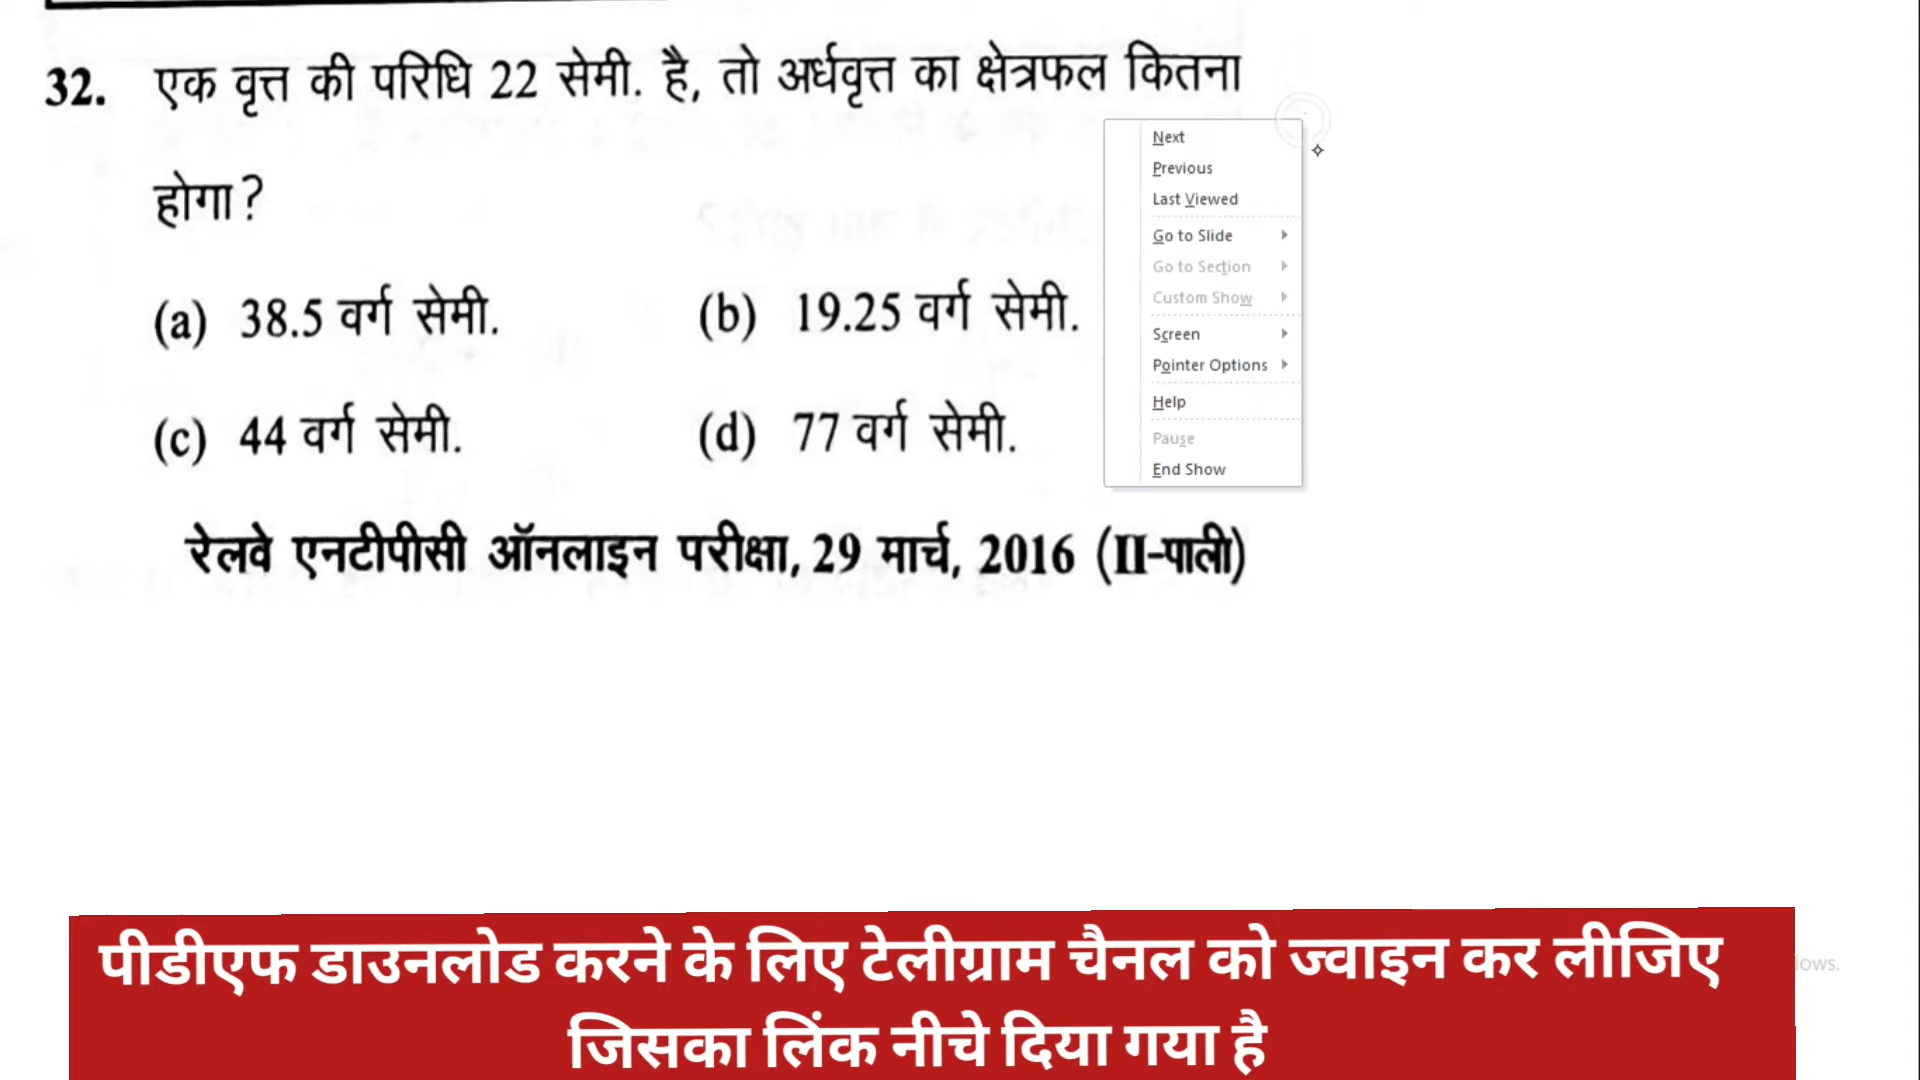 32. एक वृत्त की परिधि 22 सेमी. है, तो अर्धवृत्त का क्षेत्रफल कितना
होगा?
(a) 38.5 वर्ग सेमी. (b) 19.25 वर्ग सेमी.
(c) 44 वर्ग सेमी. (d) 77 वर्ग सेमी.
रेलवे एनटीपीसी ऑनलाइन परीक्षा, 29 मार्च, 2016 (II-पाली)
Next
Previous
Last Viewed
Go to Slide
Go to Section
Custom Show
Screen
Pointer Options
Help
Pause
End Show
पीडीएफ डाउनलोड करने के लिए टेलीग्राम चैनल को ज्वाइन कर लीजिए
जिसका लिंक नीचे दिया गया है